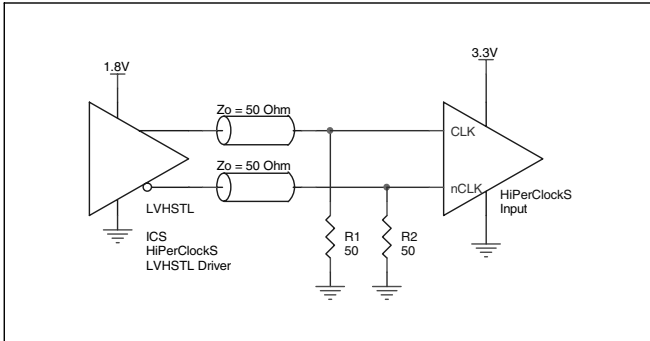 1.8V
3.3V
Zo = 50 Ohm
CLK
Zo = 50 Ohm
nCLK
HiPerClockS
Input
LVHSTL
ICS
HiPerClockS
LVHSTL Driver
R1
50
R2
50